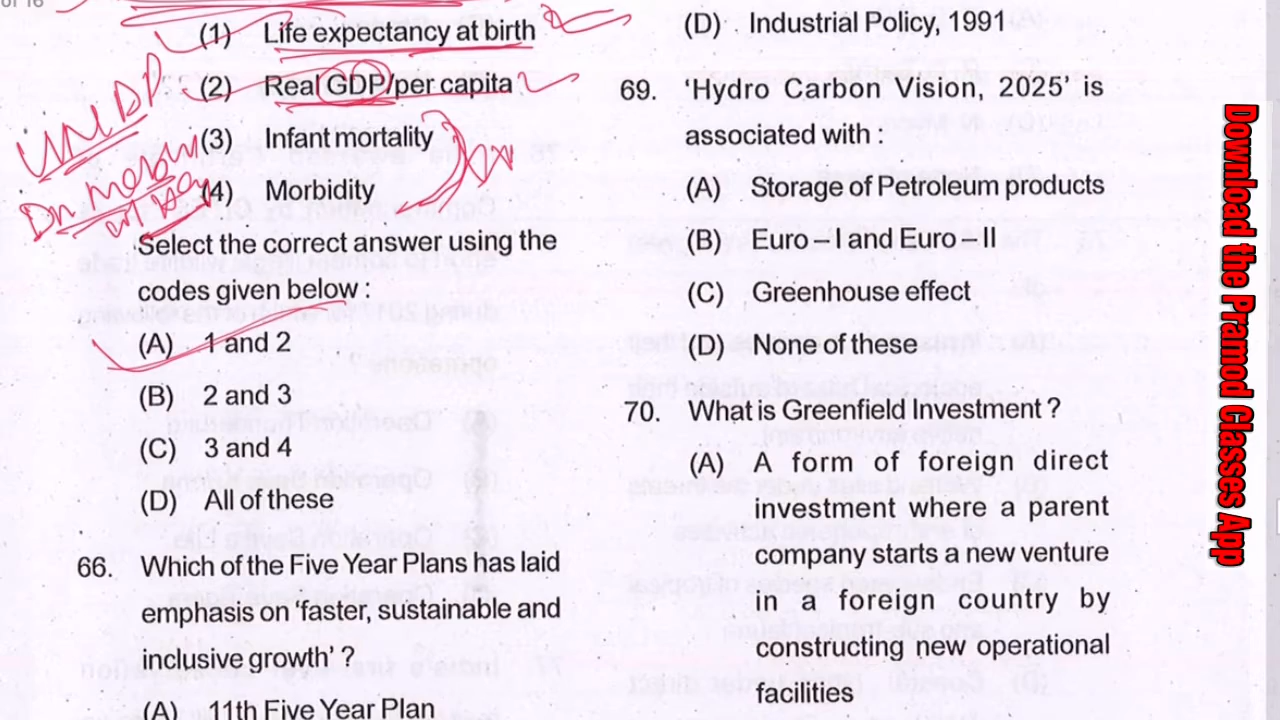 of 16
(1) Life expectancy at birth
(2) Real GDP/per capita
(3) Infant mortality
(4) Morbidity
UNDP
Select the correct answer using the
codes given below :
(A) 1 and 2
(B) 2 and 3
(C) 3 and 4
(D) All of these
66. Which of the Five Year Plans has laid
emphasis on 'faster, sustainable and
inclusive growth' ?
(A) 11th Five Year Plan
(D) Industrial Policy, 1991
69. 'Hydro Carbon Vision, 2025' is
associated with :
(A) Storage of Petroleum products
(B) Euro – I and Euro – II
(C) Greenhouse effect
(D) None of these
70. What is Greenfield Investment ?
(A) A form of foreign direct
investment where a parent
company starts a new venture
in a foreign country by
constructing new operational
facilities
Download the Pramod Classes App